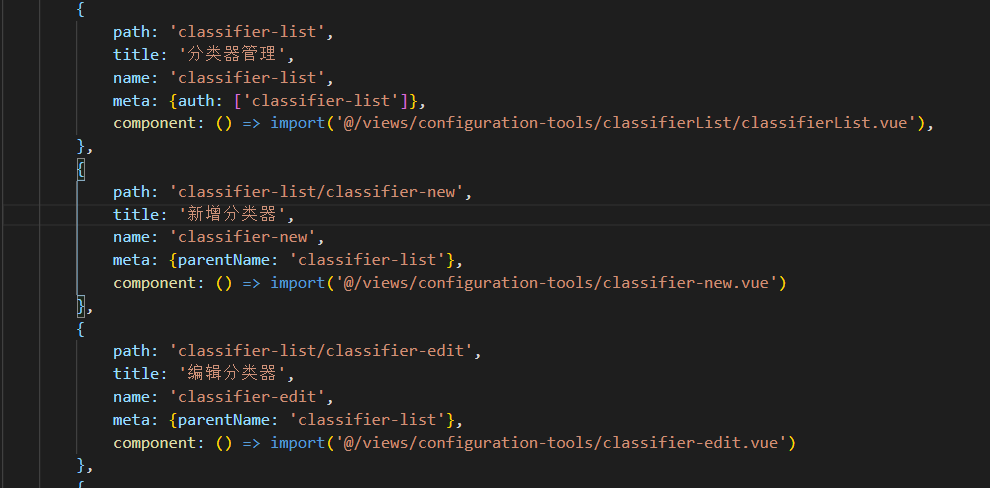 {
path: 'classifier-list',
title: '分类器管理',
name: 'classifier-list',
meta: {auth: ['classifier-list']},
component: () => import('@/views/configuration-tools/classifierList/classifierList.vue'),
},
{
path: 'classifier-list/classifier-new',
title: '新增分类器',
name: 'classifier-new',
meta: {parentName: 'classifier-list'},
component: () => import('@/views/configuration-tools/classifier-new.vue')
},
{
path: 'classifier-list/classifier-edit',
title: '编辑分类器',
name: 'classifier-edit',
meta: {parentName: 'classifier-list'},
component: () => import('@/views/configuration-tools/classifier-edit.vue')
},
{